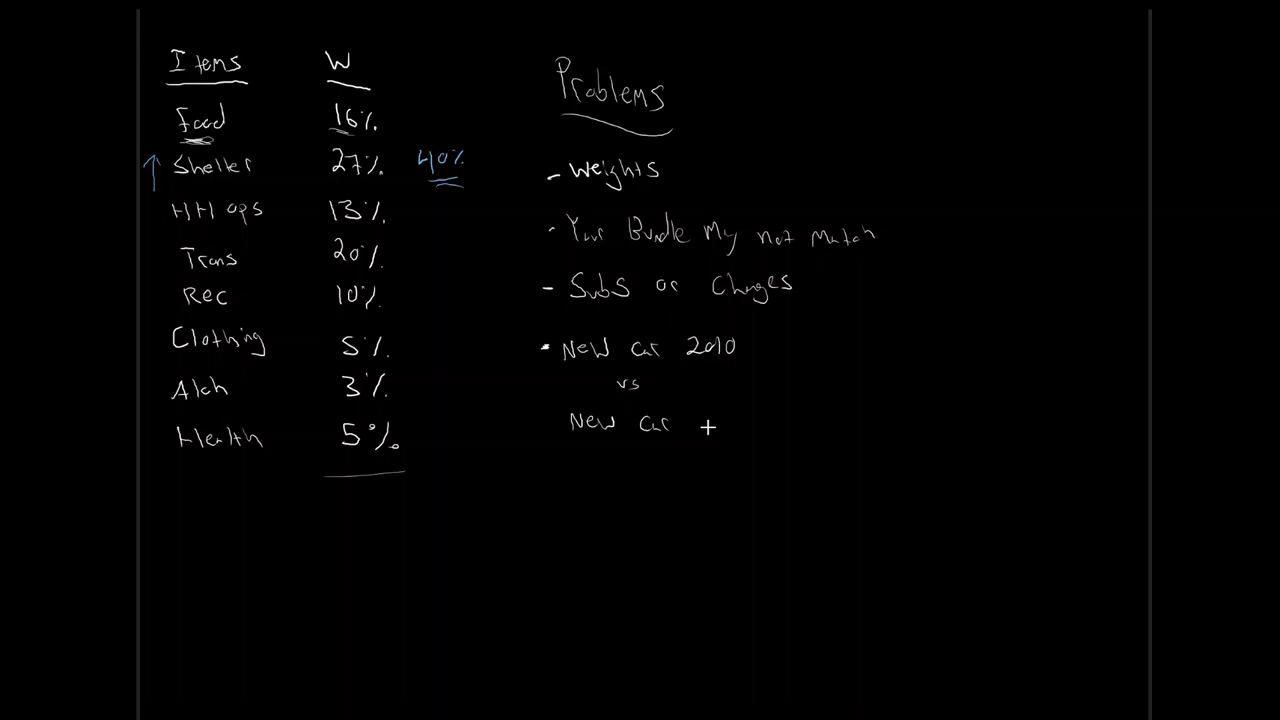 Items W
Food 16%
Shelter 27% 40%
HH ops 13%
Trans 20%
Rec 10%
Clothing 5%
Alch 3%
Health 5%
Problems
- Weights
- Your Bundle My not Match
- Subs or Changes
- New car 2010
vs
New car